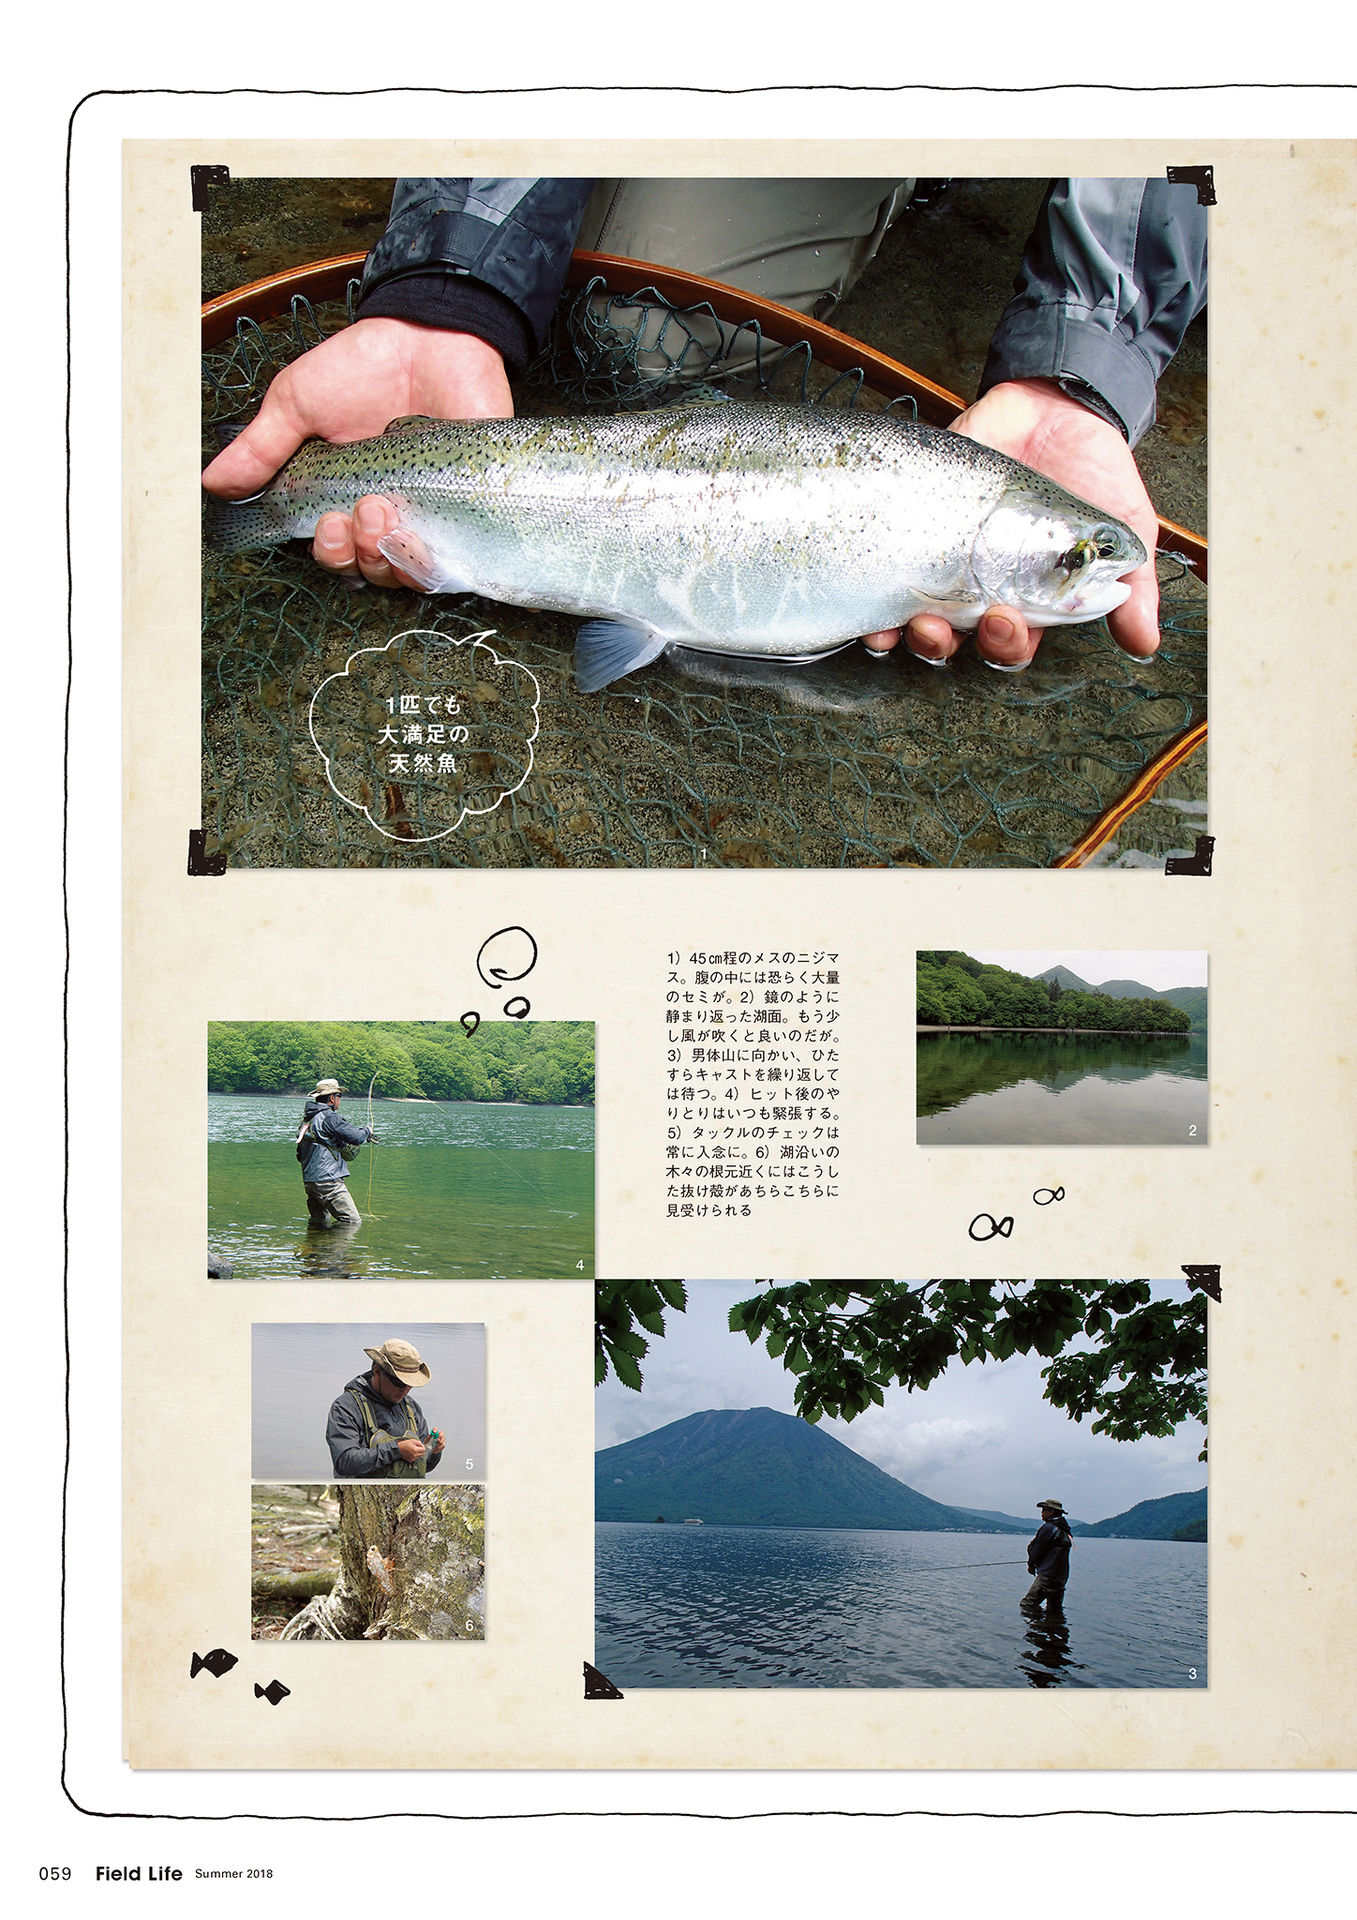 1匹でも
大満足の
天然魚
1
1）45㎝程のメスのニジマ
ス。腹の中には恐らく大量
のセミが。2）鏡のように
静まり返った湖面。もう少
し風が吹くと良いのだが。
3）男体山に向かい、ひた
すらキャストを繰り返して
は待つ。4）ヒット後のや
りとりはいつも緊張する。
5）タックルのチェックは
常に入念に。6）湖沿いの
木々の根元近くにはこうし
た抜け殻があちらこちらに
見受けられる
2
4
5
6
3
059 Field Life Summer 2018